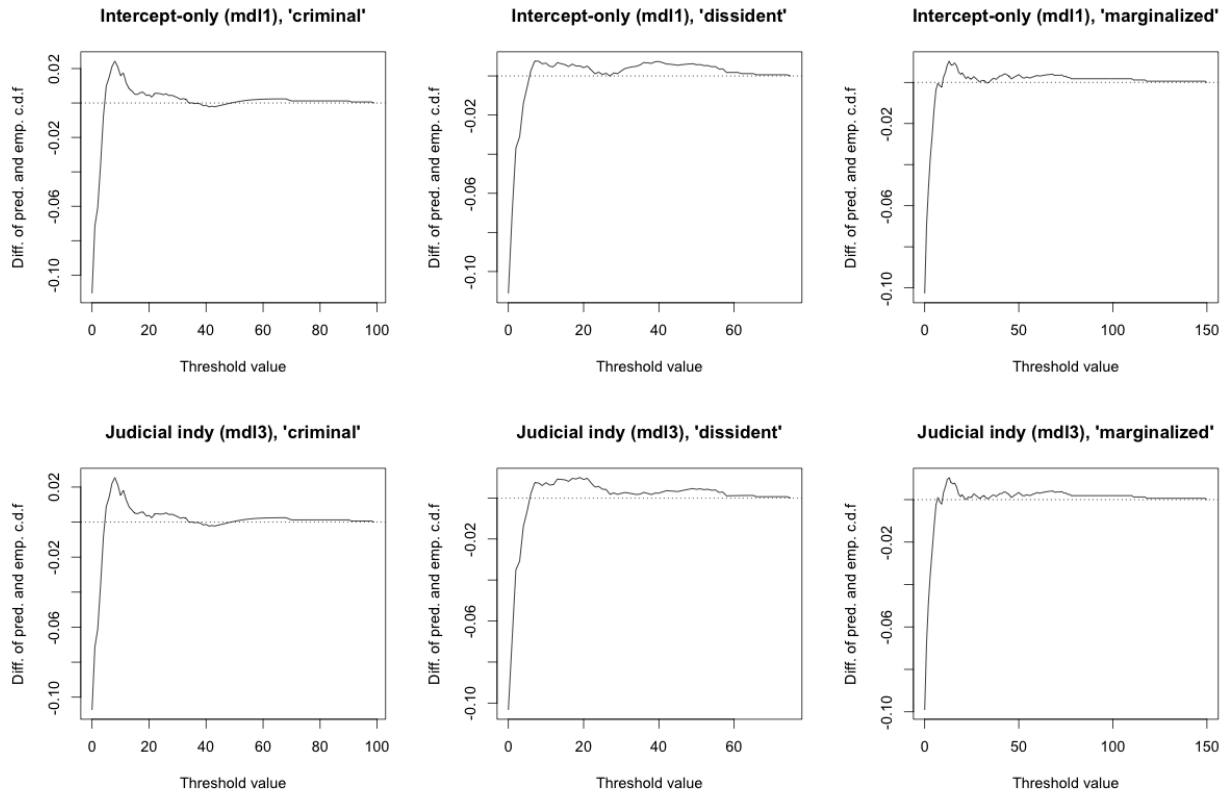 Intercept-only (mdl1), 'criminal'
Diff. of pred. and emp. c.d.f
0.02
-0.02
-0.06
-0.10
0 20 40 60 80 100
Threshold value
Intercept-only (mdl1), 'dissident'
Diff. of pred. and emp. c.d.f
-0.02
-0.06
-0.10
0 20 40 60
Threshold value
Intercept-only (mdl1), 'marginalized'
Diff. of pred. and emp. c.d.f
-0.02
-0.06
-0.10
0 50 100 150
Threshold value
Judicial indy (mdl3), 'criminal'
Diff. of pred. and emp. c.d.f
0.02
-0.02
-0.06
-0.10
0 20 40 60 80 100
Threshold value
Judicial indy (mdl3), 'dissident'
Diff. of pred. and emp. c.d.f
-0.02
-0.06
-0.10
0 20 40 60
Threshold value
Judicial indy (mdl3), 'marginalized'
Diff. of pred. and emp. c.d.f
-0.02
-0.06
-0.10
0 50 100 150
Threshold value